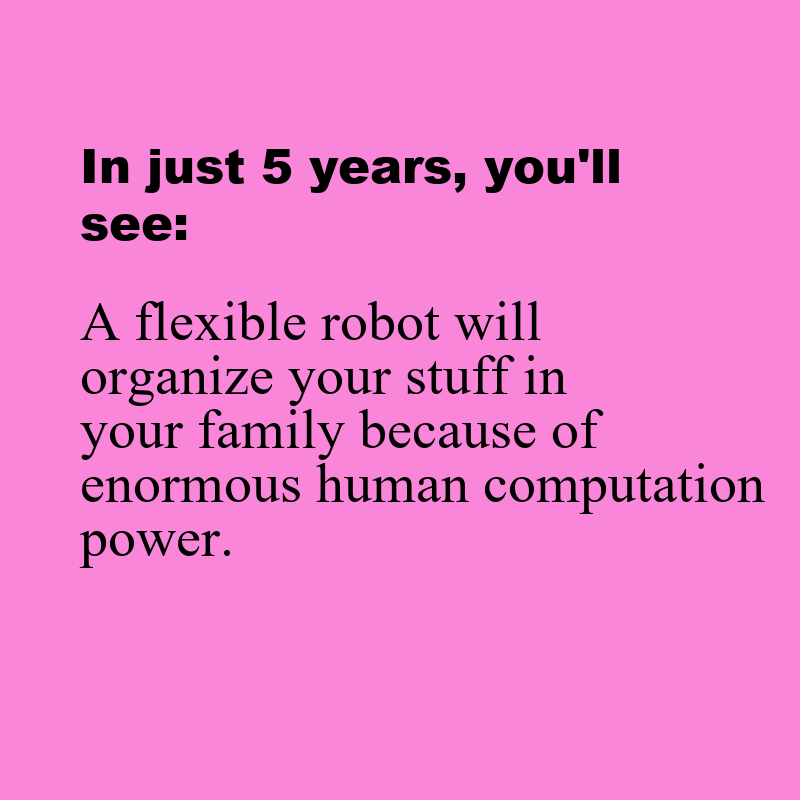 In just 5 years, you'll
see:
A flexible robot will
organize your stuff in
your family because of
enormous human computation
power.